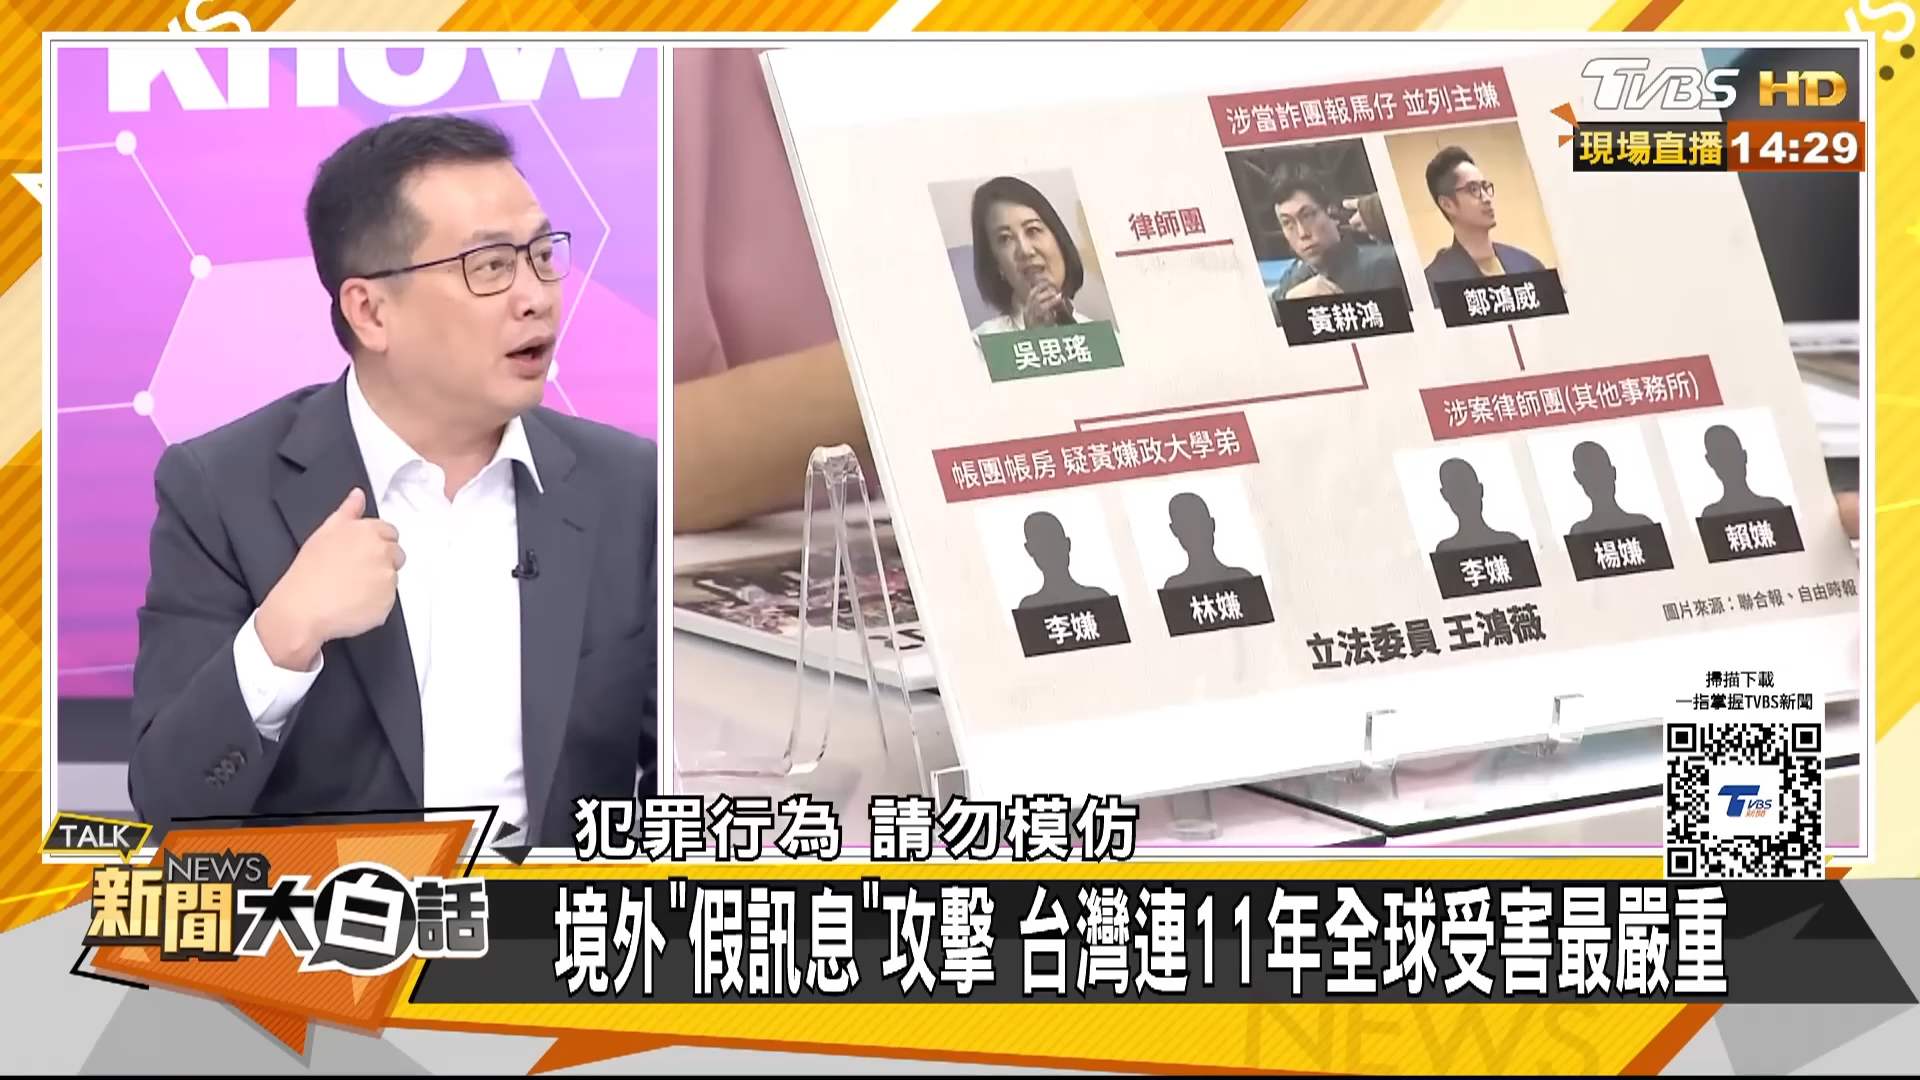 KNOW
TVBS HD
現場直播 14:29
涉當詐團報馬仔 並列主嫌
律師團
吳思瑤
黃耕鴻
鄭鴻威
涉案律師團(其他事務所)
帳團帳房 疑黃嫌政大學弟
李嫌
林嫌
李嫌
楊嫌
賴嫌
圖片來源：聯合報、自由時報
立法委員 王鴻薇
掃描下載
一指掌握TVBS新聞
TVBS
新聞
犯罪行為 請勿模仿
TALK
NEWS
新聞大白話
境外"假訊息"攻擊 台灣連11年全球受害最嚴重
NEWS